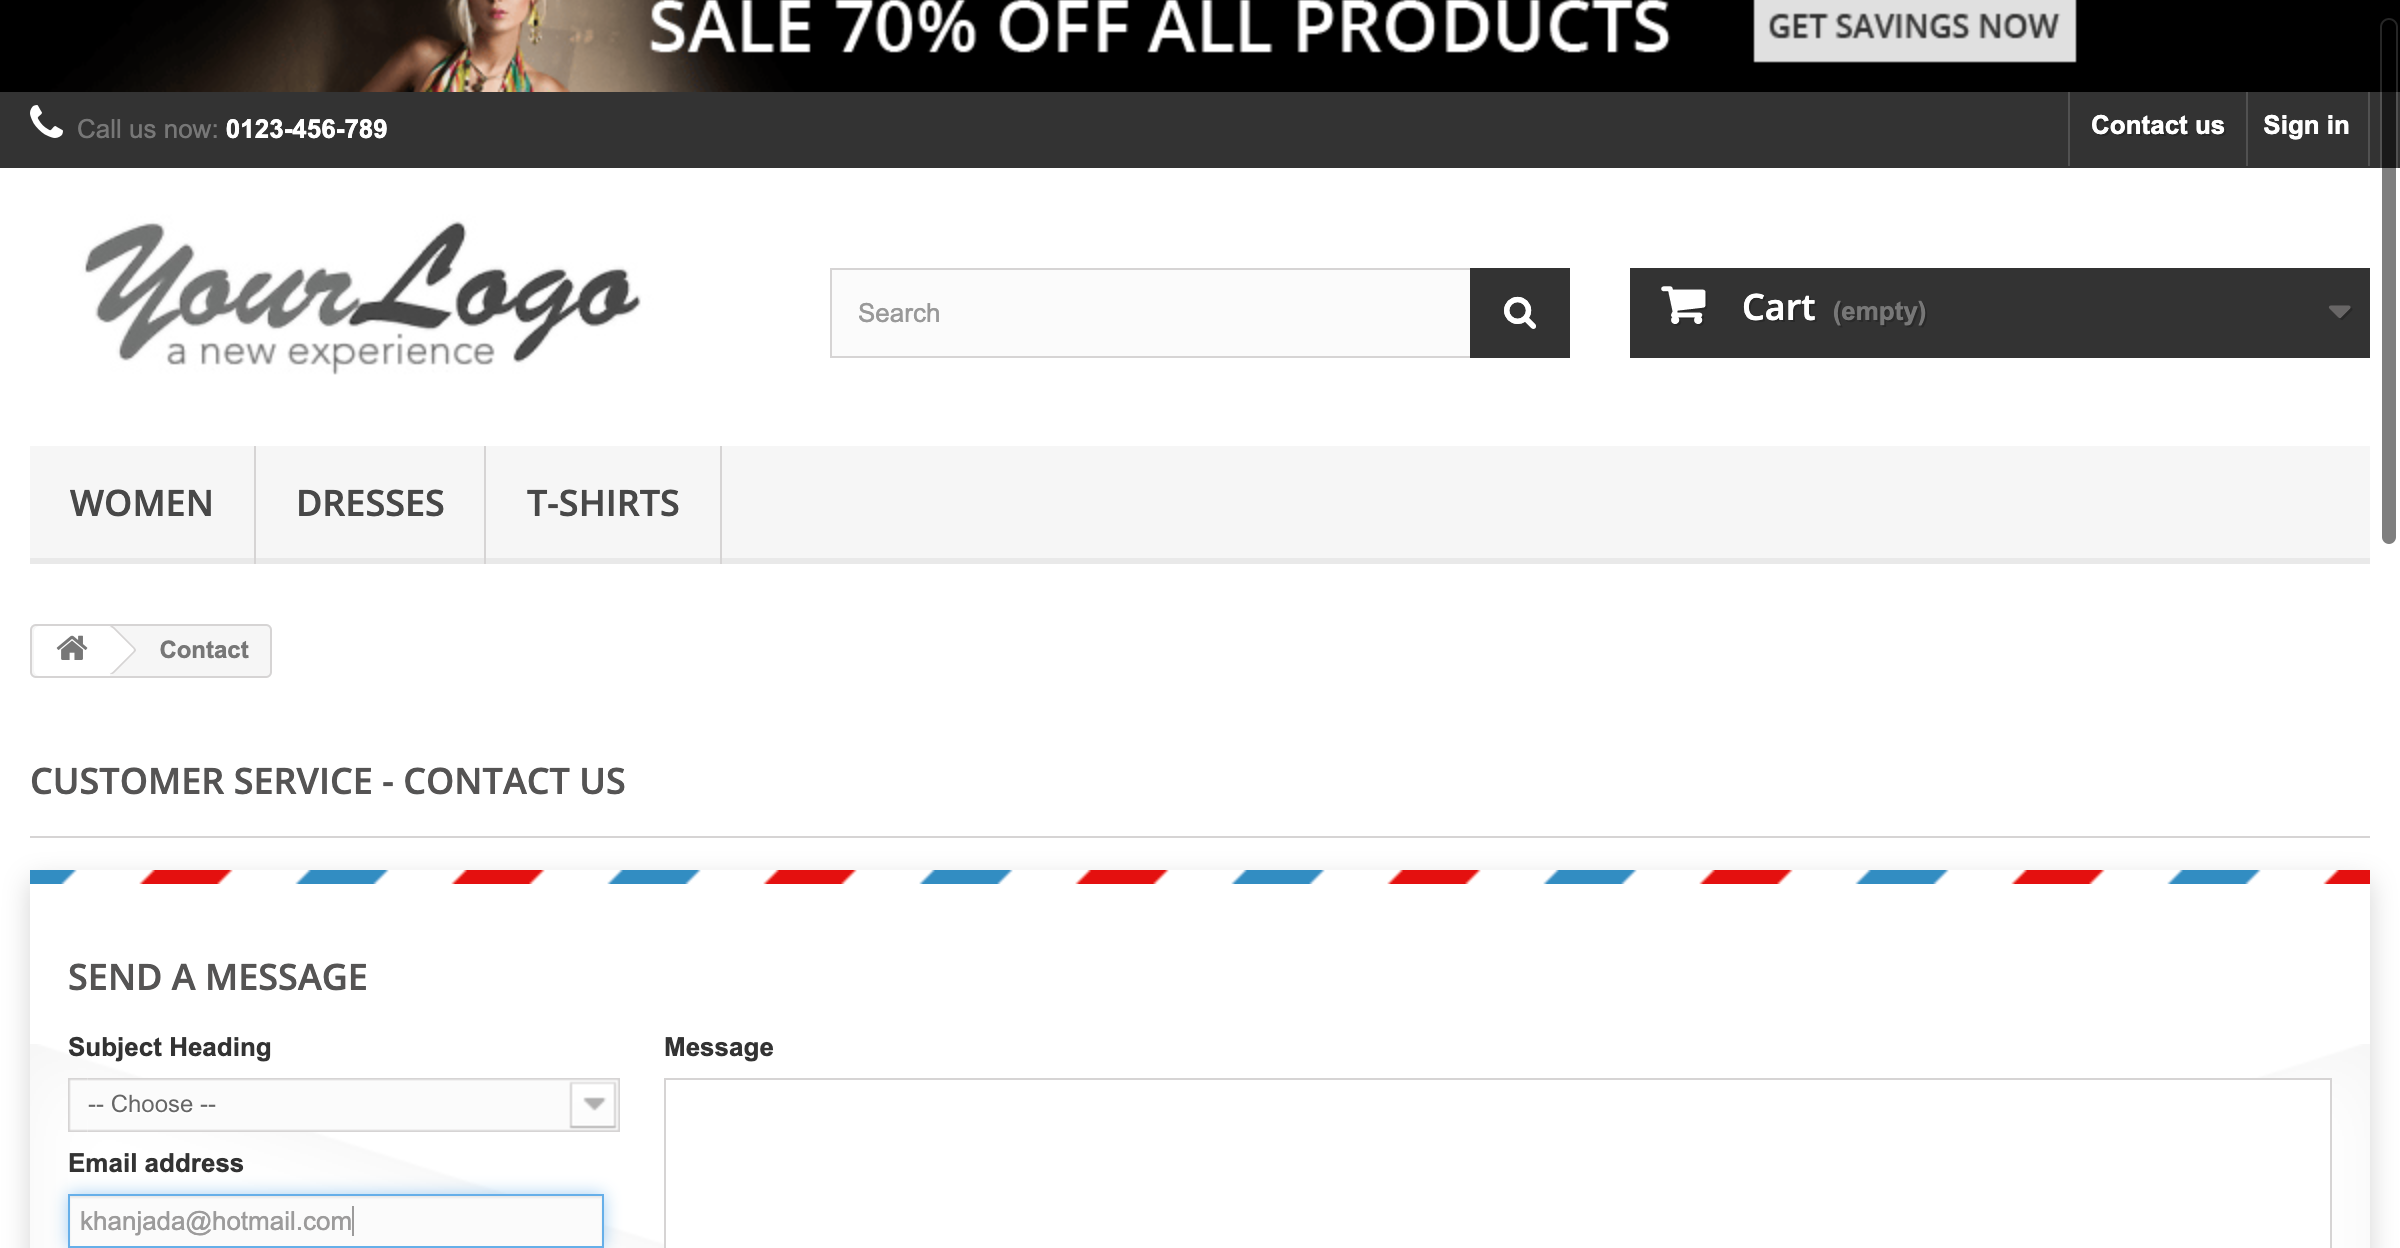 SALE 70% OFF ALL PRODUCTS
GET SAVINGS NOW
Call us now: 0123-456-789
Contact us
Sign in
Your Logo
a new experience
Search
Cart (empty)
WOMEN
DRESSES
T-SHIRTS
Contact
CUSTOMER SERVICE - CONTACT US
SEND A MESSAGE
Subject Heading
Message
-- Choose --
Email address
khanjada@hotmail.com